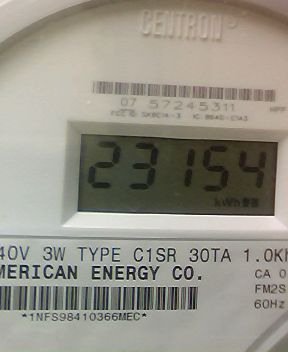 CENTRON
07 57245311
23154
kWh
40V 3W TYPE C1SR 30TA 1.0Kh
MERICAN ENERGY CO.
CA 0
FM2S
60Hz
*1NFS98410366MEC*